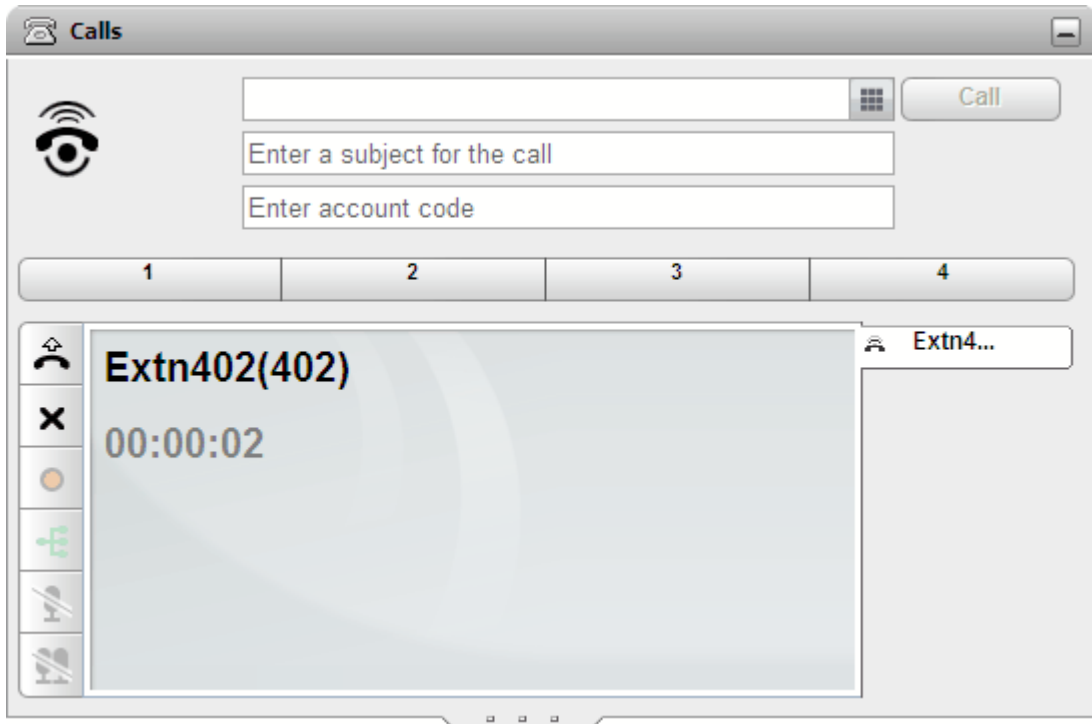 Calls
Call
Enter a subject for the call
Enter account code
1 2 3 4
Extn402(402)
Extn4...
00:00:02